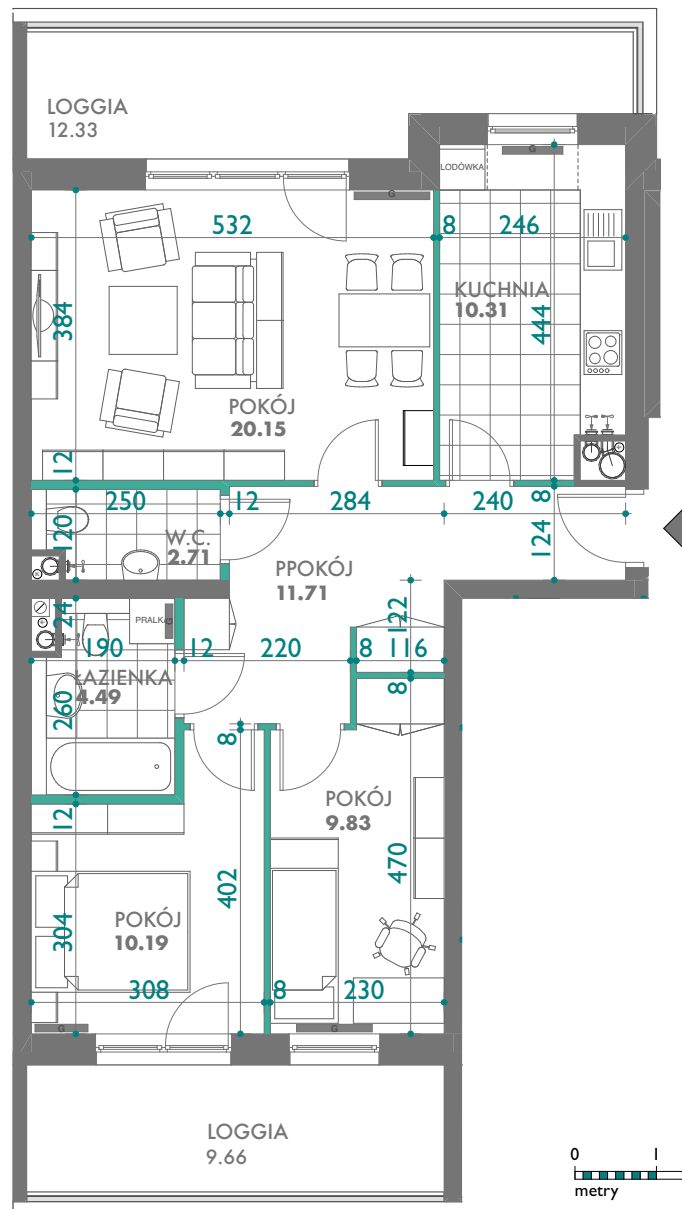 LOGGIA
12.33
G
LODÓWKA
G
532
8
246
KUCHNIA
10.31
384
444
POKÓJ
20.15
12
250
12
284
240
8
W.C.
2.71
120
124
PPOKÓJ
11.71
24
122
PRALKA
190
12
220
8
116
ŁAZIENKA
4.49
260
8
8
POKÓJ
9.83
12
402
470
POKÓJ
10.19
304
308
8
230
G
G
LOGGIA
9.66
0
1
metry